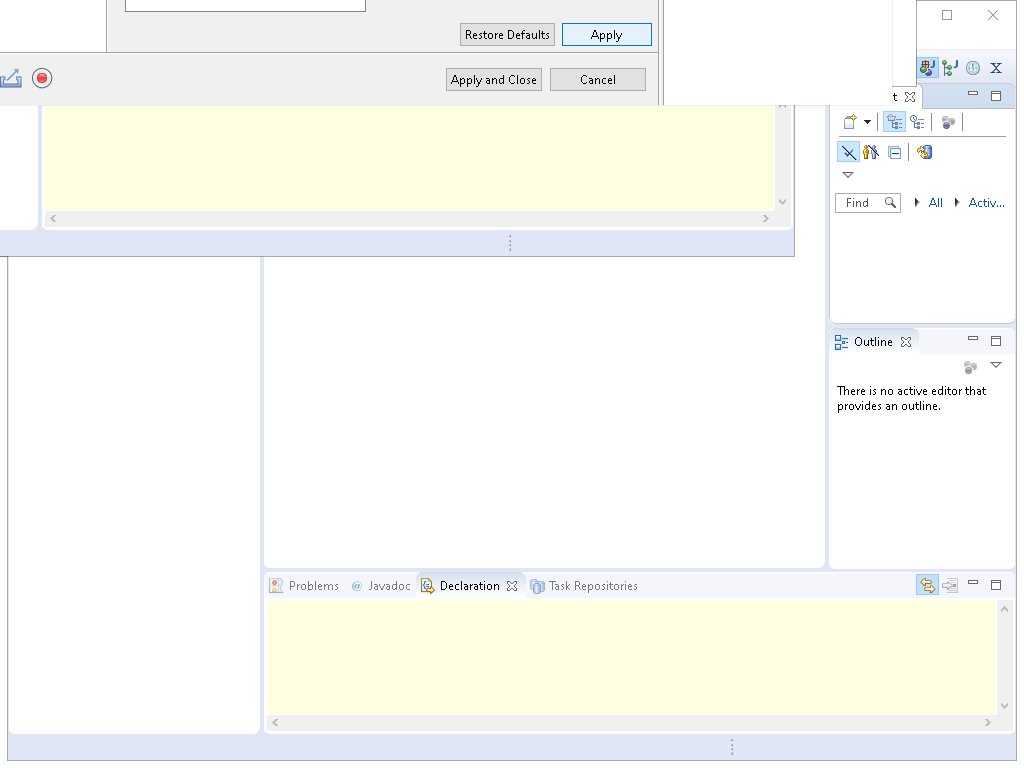 Restore Defaults
Apply
Apply and Close
Cancel
t
Find
All
Activ...
Outline
There is no active editor that
provides an outline.
Problems
@ Javadoc
Declaration
Task Repositories